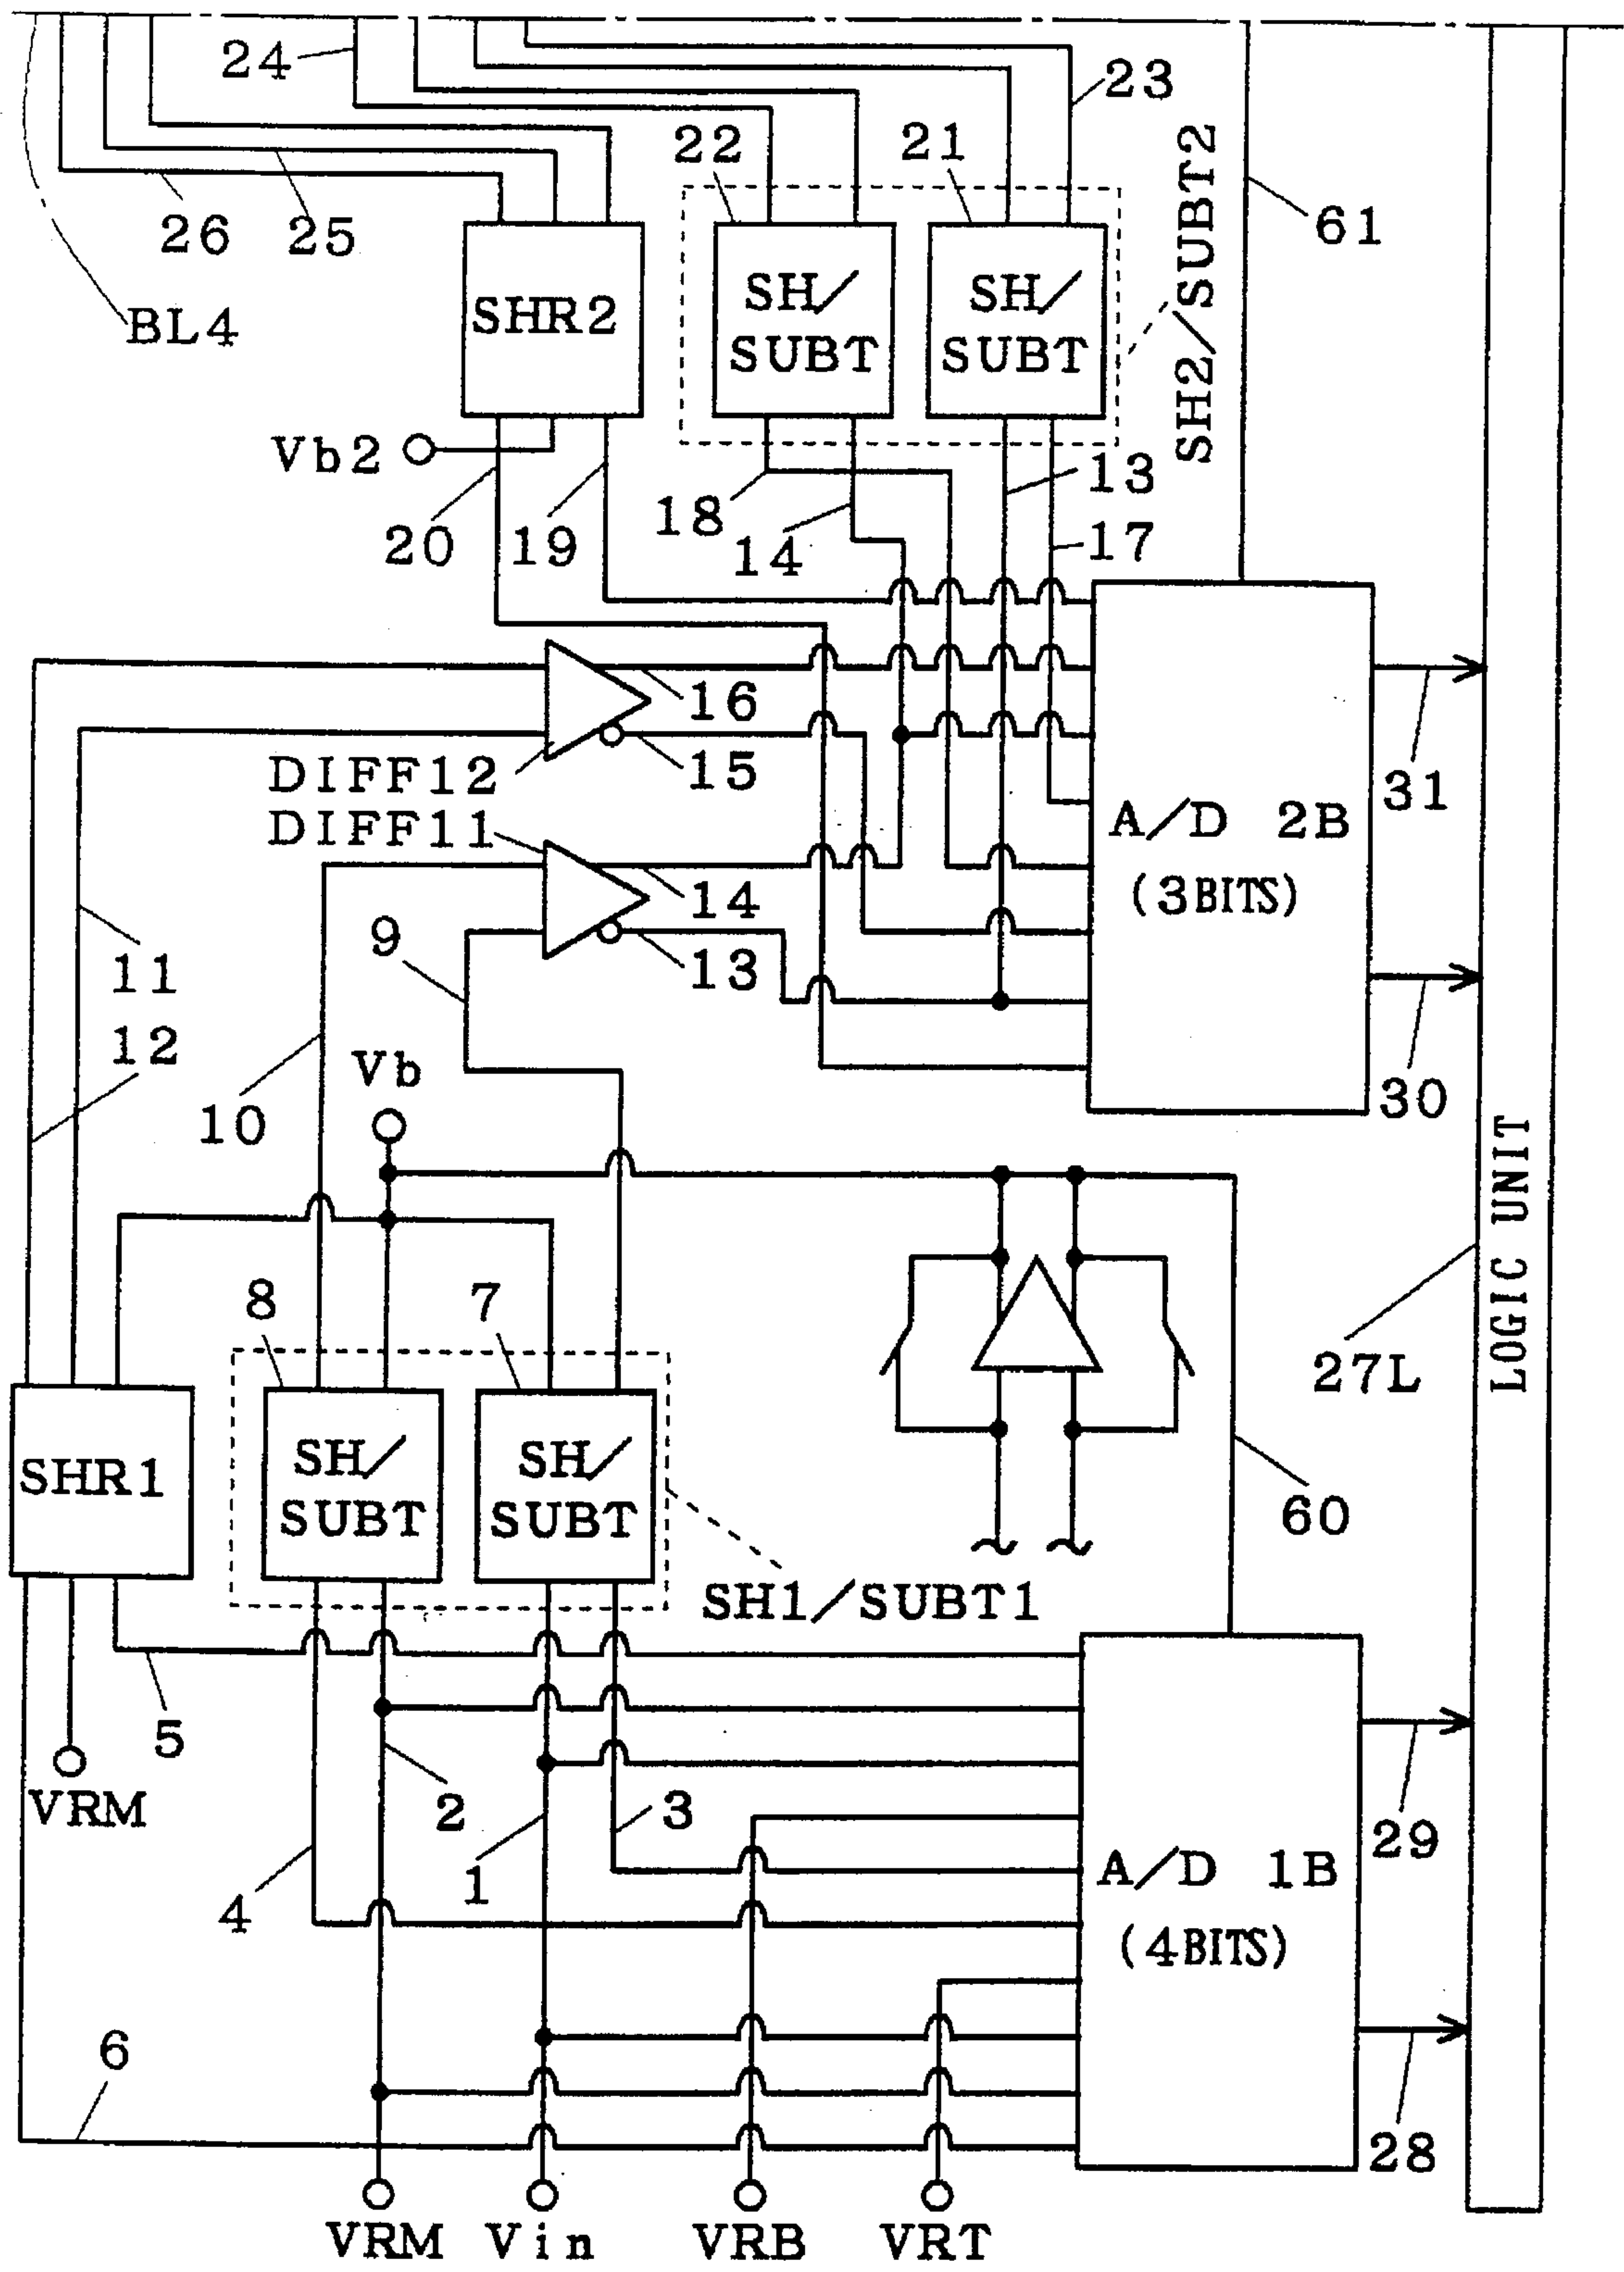 24
23
22
21
SH2/SUBT2
26
25
61
BL4
SHR2
SH/
SUBT
SH/
SUBT
Vb2
20
19
18
14
13
17
16
DIFF12
15
DIFF11
14
13
A/D 2B
(3BITS)
31
30
9
11
12
10
Vb
8
7
27L
LOGIC UNIT
SHR1
SH/
SUBT
SH/
SUBT
60
SH1/SUBT1
5
VRM
2
1
3
4
A/D 1B
(4BITS)
29
28
6
VRM
Vin
VRB
VRT